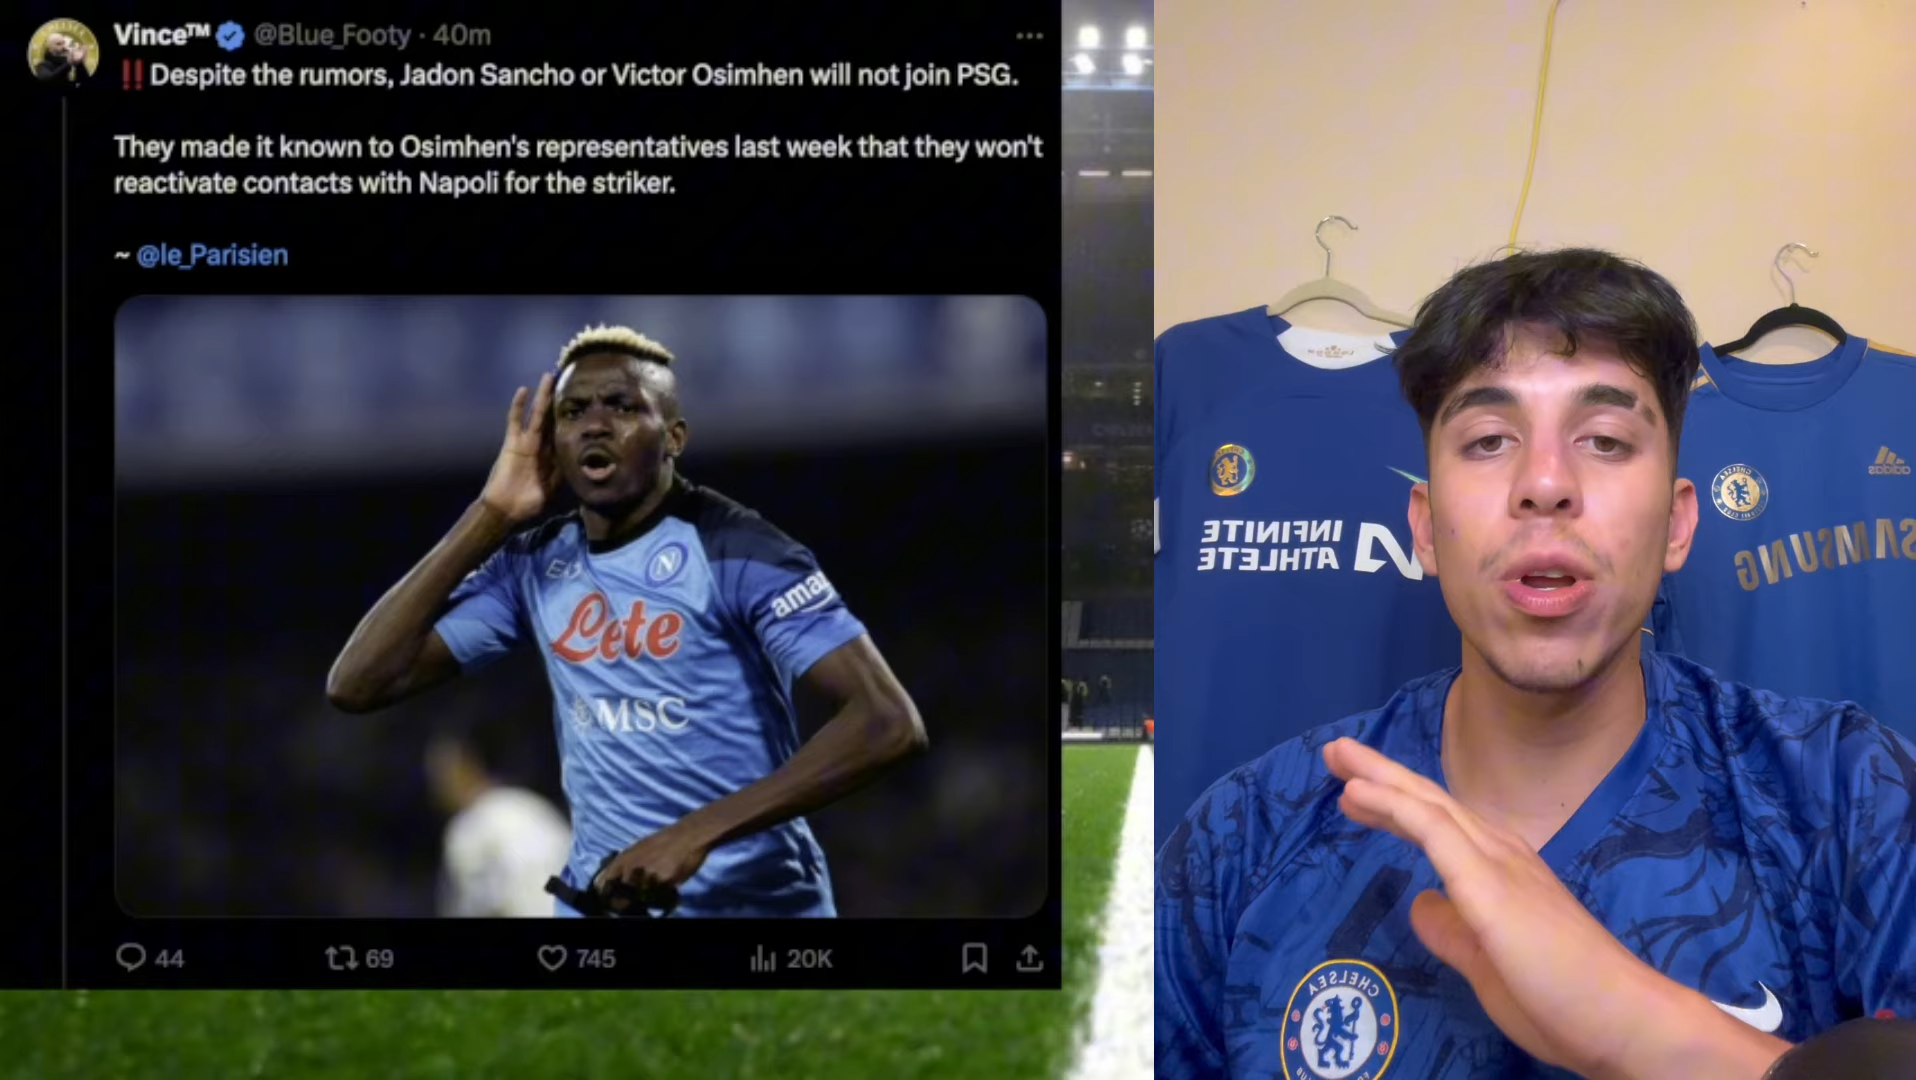 Vince™ @Blue_Footy · 40m
‼️Despite the rumors, Jadon Sancho or Victor Osimhen will not join PSG.
They made it known to Osimhen's representatives last week that they won't
reactivate contacts with Napoli for the striker.
~ @le_Parisien
Lete
MSC
44
69
745
20K
INFINITE
ATHLETE
adidas
SAMSUNG
CHELSEA